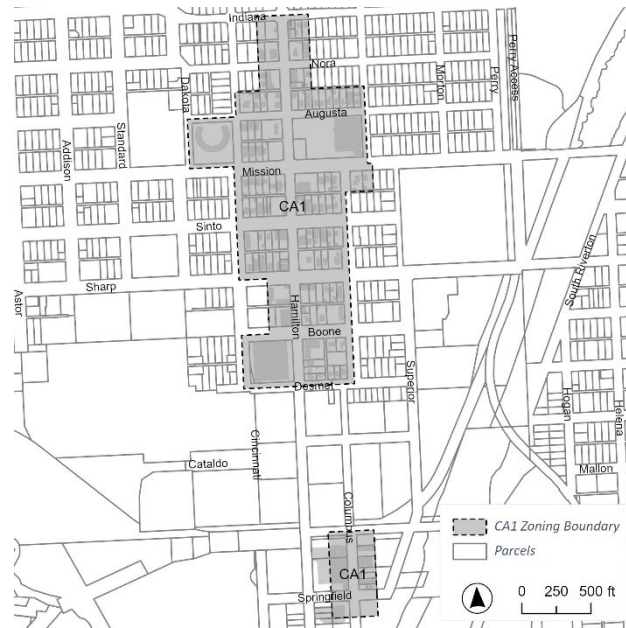 Indiana
Nora
Perry Access
Perry
Morton
Dakota
Augusta
Standard
Addison
Mission
CA1
Sinto
South Riverton
Sharp
Astor
Hamilton
Boone
Desmet
Superior
Hogan
Helena
Cincinnati
Cataldo
Mallon
Columbus
CA1 Zoning Boundary
Parcels
CA1
Springfield
0 250 500 ft